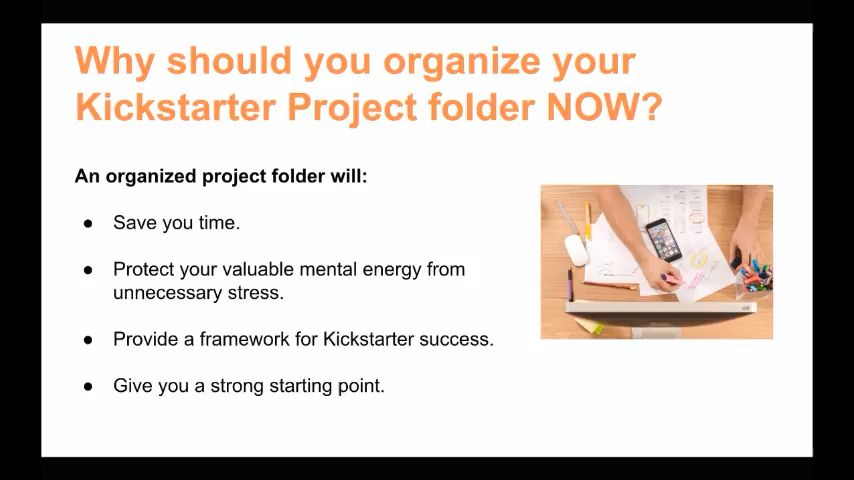 Why should you organize your
Kickstarter Project folder NOW?
An organized project folder will:
● Save you time.
● Protect your valuable mental energy from
unnecessary stress.
● Provide a framework for Kickstarter success.
● Give you a strong starting point.